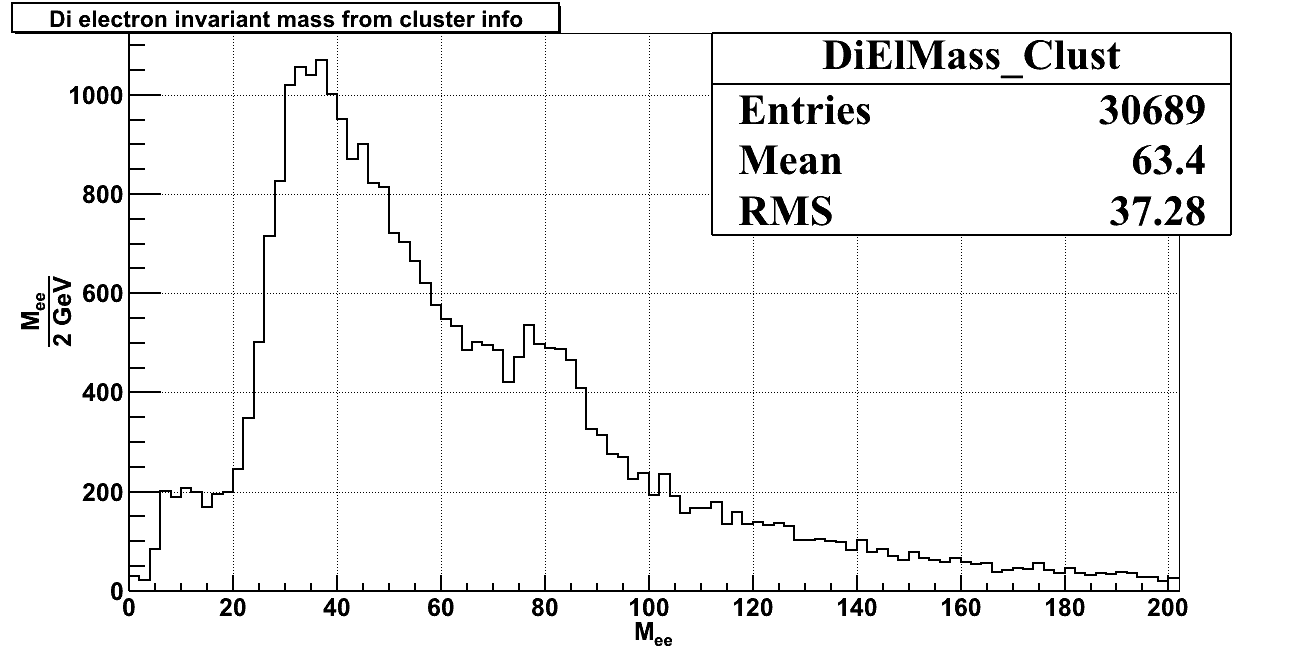 Di electron invariant mass from cluster info
DiElMass_Clust
Entries 30689
Mean 63.4
RMS 37.28
1000
800
600
400
200
0
M_ee
2 GeV
0 20 40 60 80 100 120 140 160 180 200
M_ee